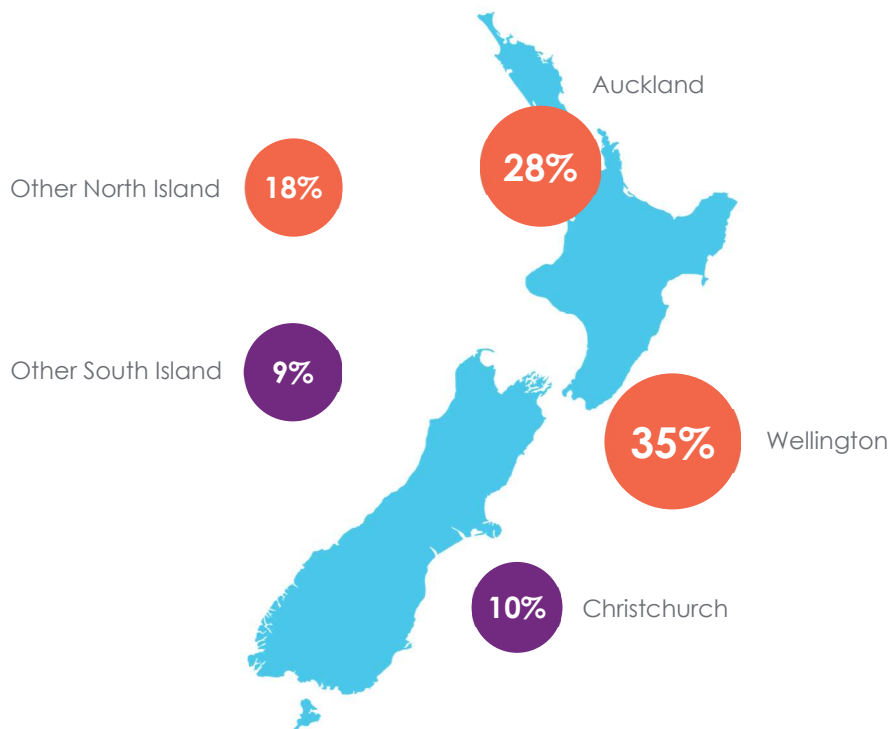 Auckland
28%
Other North Island
18%
Other South Island
9%
35%
Wellington
10%
Christchurch